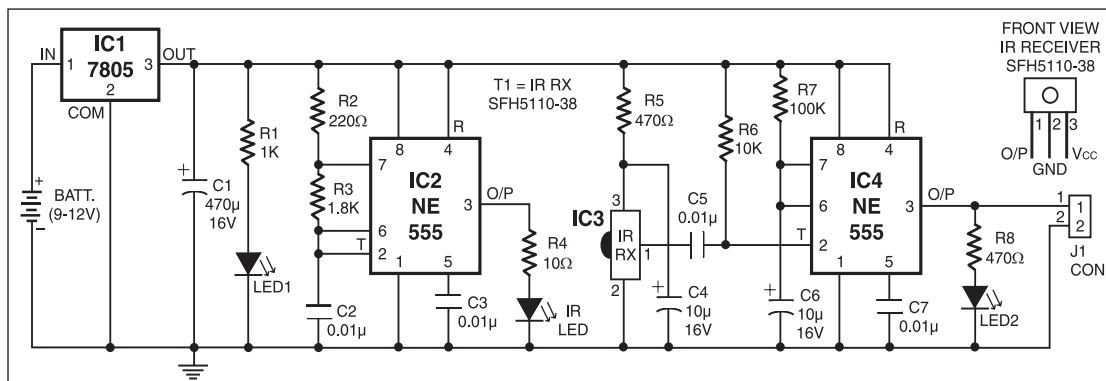 IC1
7805
IN
1
3
OUT
2
COM
BATT.
(9-12V)
+
-
+
C1
470µ
16V
R1
1K
LED1
R2
220Ω
R3
1.8K
C2
0.01µ
7
6
T
2
8
4
R
IC2
NE
555
O/P
3
1
5
C3
0.01µ
R4
10Ω
IR
LED
T1 = IR RX
SFH5110-38
R5
470Ω
IC3
3
IR
RX
1
2
C5
0.01µ
+
C4
10µ
16V
R6
10K
R7
100K
+
C6
10µ
16V
7
6
T
2
8
4
R
IC4
NE
555
O/P
3
1
5
C7
0.01µ
R8
470Ω
LED2
1
2
1
2
J1
CON
FRONT VIEW
IR RECEIVER
SFH5110-38
1
2
3
O/P
GND
Vcc